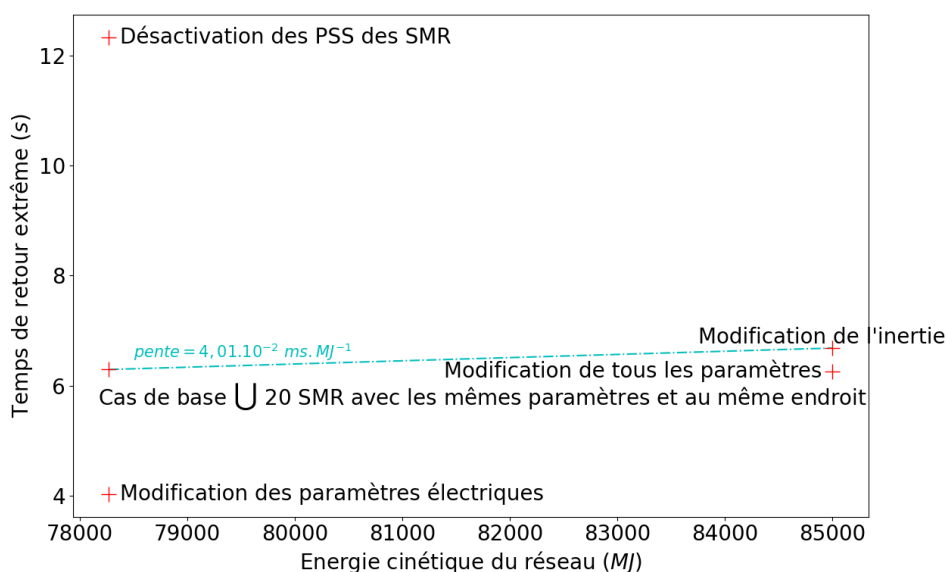 12
Désactivation des PSS des SMR
10
8
Modification de l'inertie
pente = 4, 01.10⁻² ms. MJ⁻¹
Modification de tous les paramètres
6
Cas de base ⋃ 20 SMR avec les mêmes paramètres et au même endroit
4
Modification des paramètres électriques
Temps de retour extrême (s)
78000 79000 80000 81000 82000 83000 84000 85000
Energie cinétique du réseau (MJ)